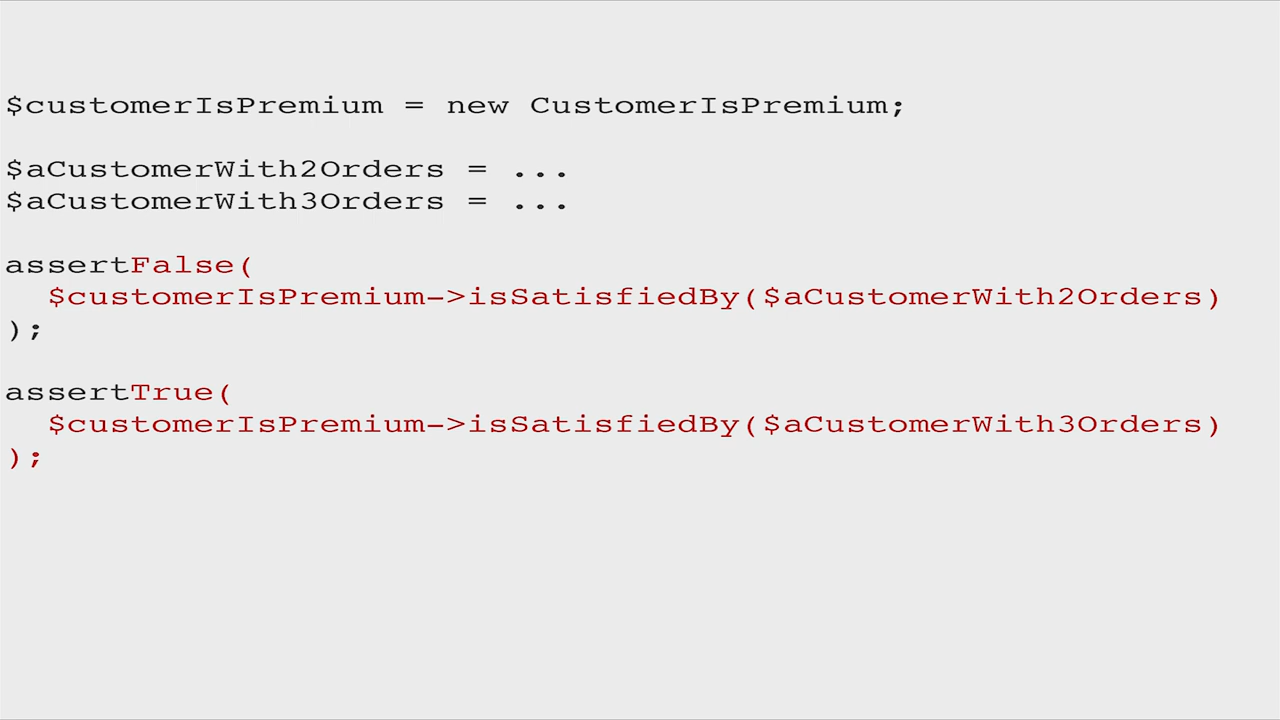 $customerIsPremium = new CustomerIsPremium;
$aCustomerWith2Orders = ...
$aCustomerWith3Orders = ...
assertFalse(
$customerIsPremium->isSatisfiedBy($aCustomerWith2Orders)
);
assertTrue(
$customerIsPremium->isSatisfiedBy($aCustomerWith3Orders)
);